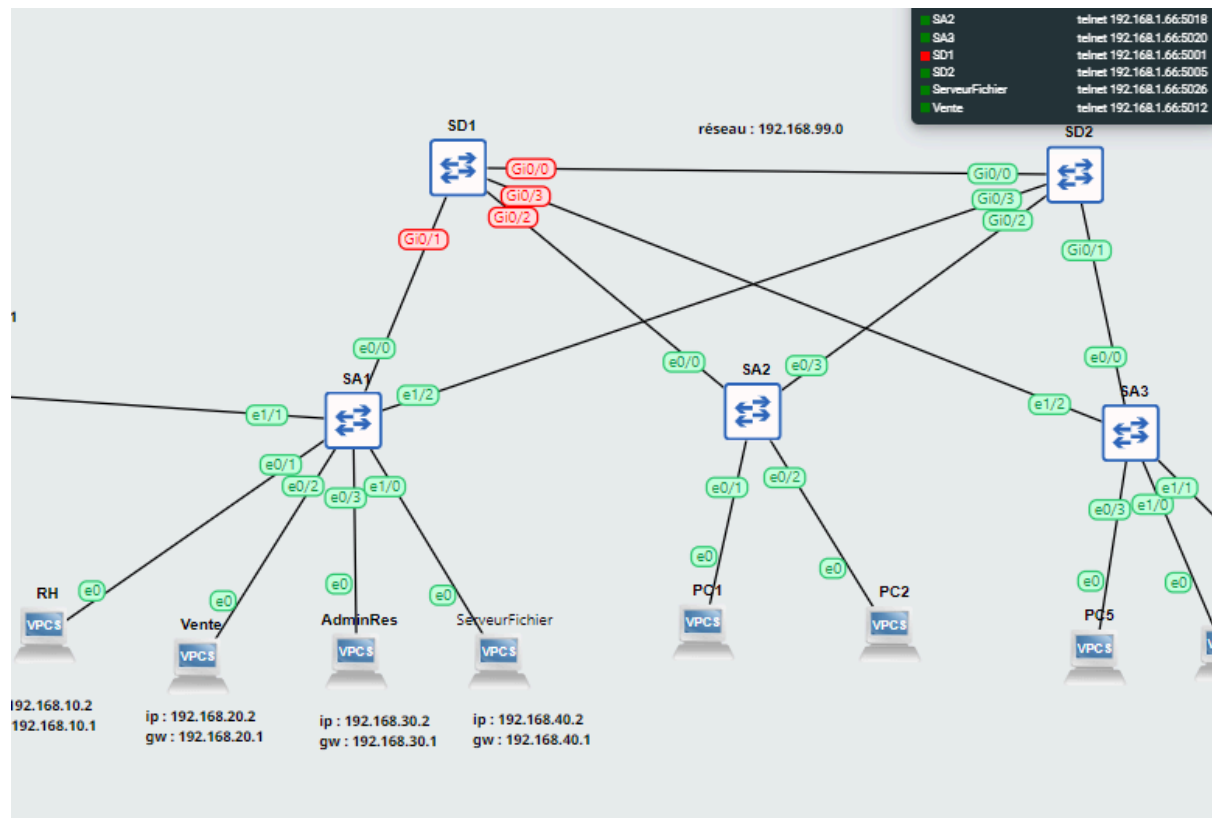 SA2 telnet 192.168.1.66:5018
SA3 telnet 192.168.1.66:5020
SD1 telnet 192.168.1.66:5001
SD2 telnet 192.168.1.66:5005
ServeurFichier telnet 192.168.1.66:5026
Vente telnet 192.168.1.66:5012
SD1
réseau : 192.168.99.0
SD2
Gi0/0
Gi0/0
Gi0/3
Gi0/3
Gi0/2
Gi0/2
Gi0/1
Gi0/1
1
e0/0
e0/0
e0/3
e0/0
SA1
SA2
SA3
e1/2
e1/2
e1/1
e0/1
e0/2
e0/3
e1/0
e0/1
e0/2
e0/3
e1/0
e1/1
e0
e0
e0
e0
e0
e0
e0
e0
RH
Vente
AdminRes
ServeurFichier
PC1
PC2
PC5
VPCS
VPCS
VPCS
VPCS
VPCS
VPCS
VPCS
192.168.10.2
192.168.10.1
ip : 192.168.20.2
gw : 192.168.20.1
ip : 192.168.30.2
gw : 192.168.30.1
ip : 192.168.40.2
gw : 192.168.40.1